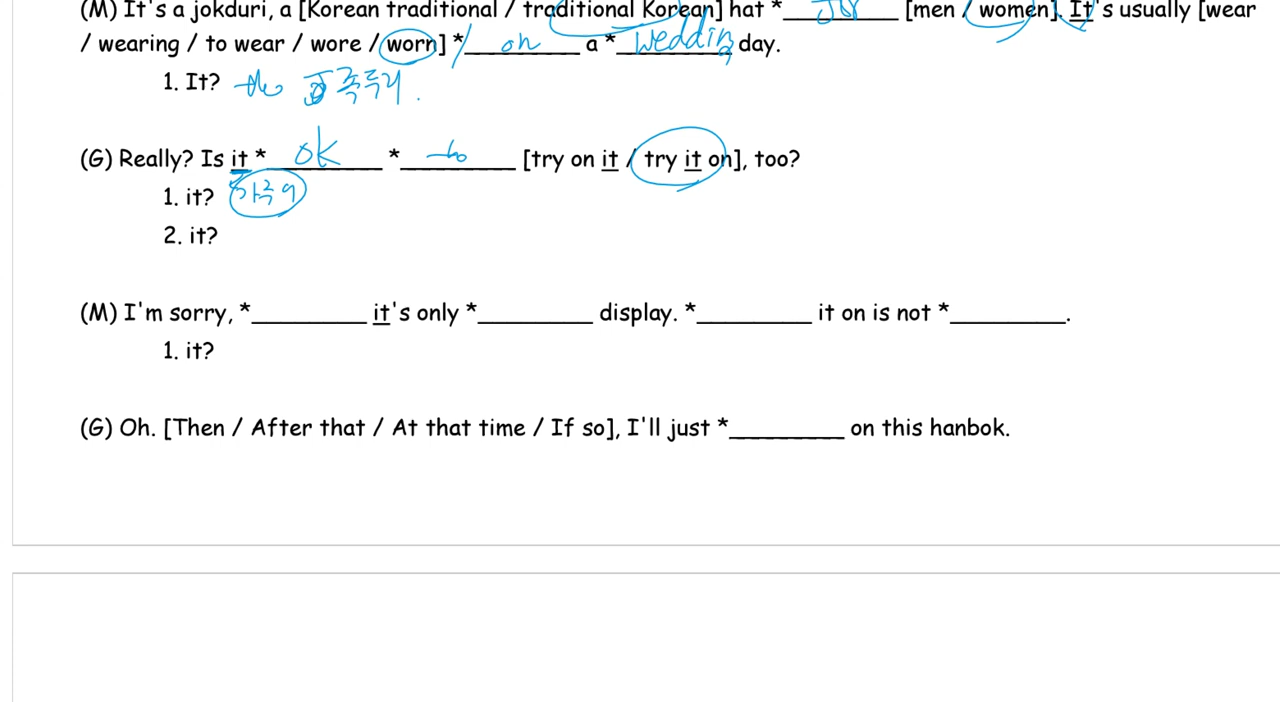 (M) It's a jokduri, a [Korean traditional / traditional Korean] hat *_________ for [men / women]. It's usually [wear
/ wearing / to wear / wore / worn] *_________ on a *_________ wedding day.
1. It? the 족두리.
(G) Really? Is it *_________ ok *_________ to [try on it / try it on], too?
1. it?
2. it?
(M) I'm sorry, *_________ it's only *_________ display. *_________ it on is not *_________.
1. it?
(G) Oh. [Then / After that / At that time / If so], I'll just *_________ on this hanbok.